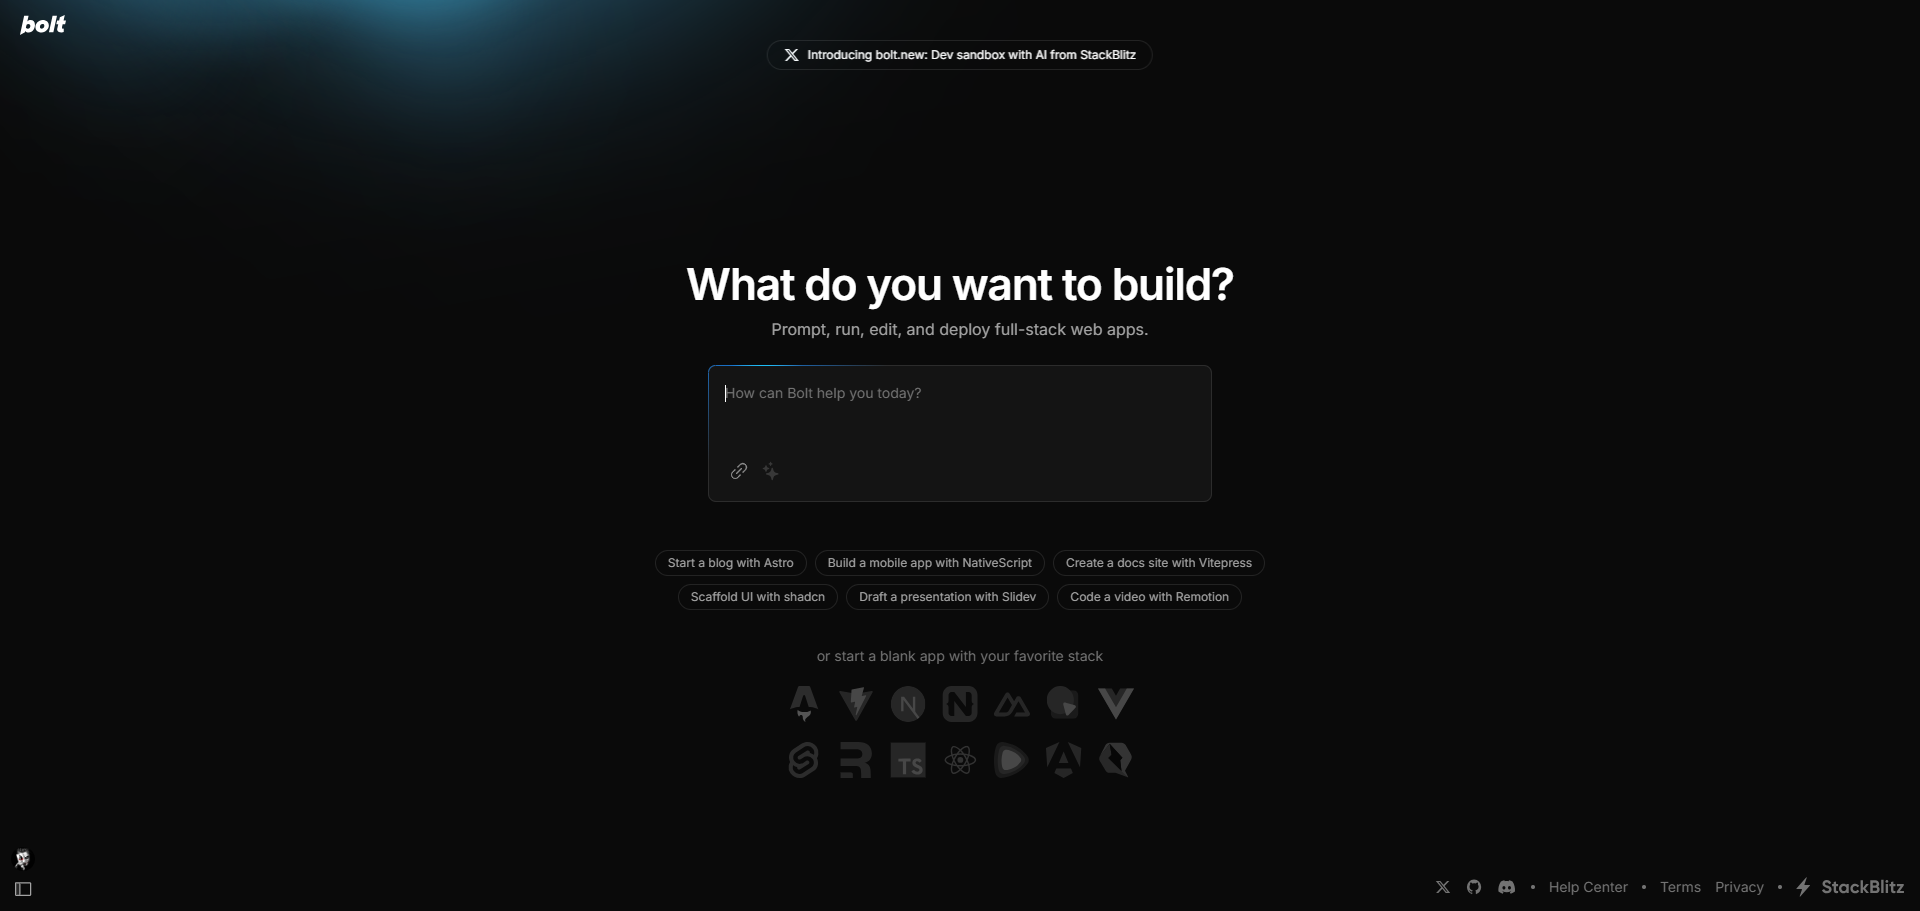 bolt
Introducing bolt.new: Dev sandbox with AI from StackBlitz
What do you want to build?
Prompt, run, edit, and deploy full-stack web apps.
How can Bolt help you today?
Start a blog with Astro
Build a mobile app with NativeScript
Create a docs site with Vitepress
Scaffold UI with shadcn
Draft a presentation with Slidev
Code a video with Remotion
or start a blank app with your favorite stack
TS
Help Center • Terms Privacy • StackBlitz